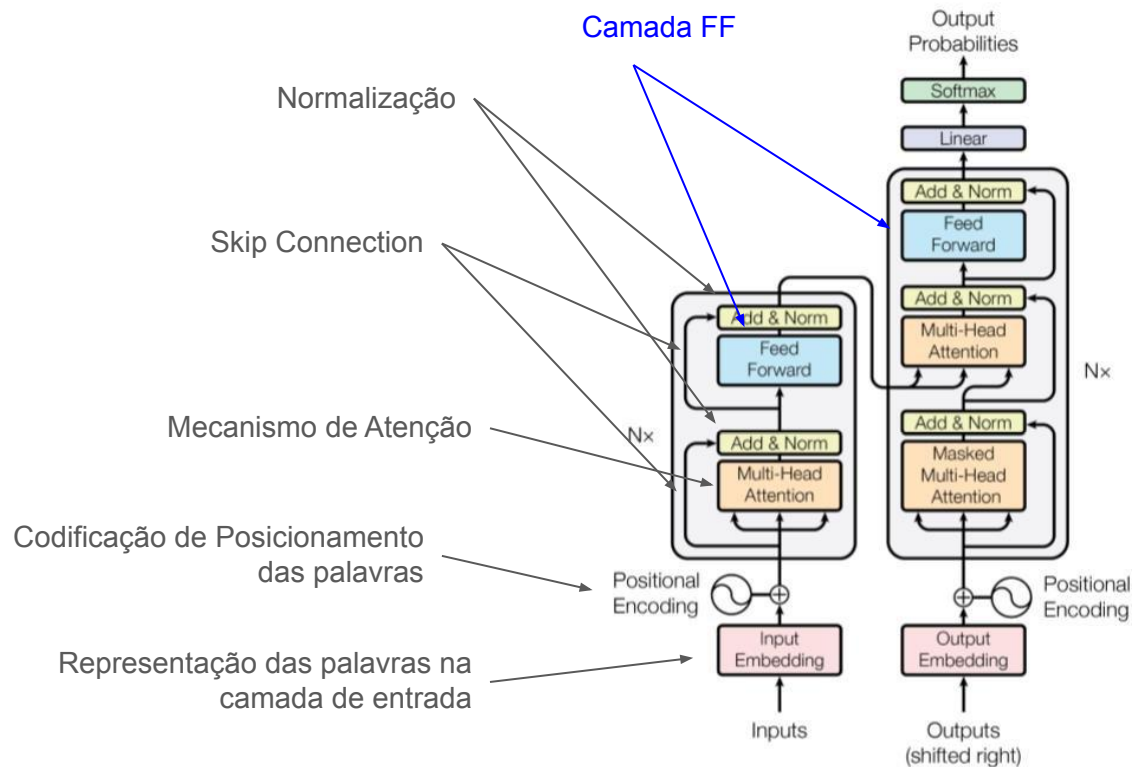 Camada FF
Normalização
Skip Connection
Mecanismo de Atenção
Codificação de Posicionamento
das palavras
Representação das palavras na
camada de entrada
Output
Probabilities
Softmax
Linear
Add & Norm
Feed
Forward
Add & Norm
Multi-Head
Attention
Nx
Add & Norm
Masked
Multi-Head
Attention
Positional
Encoding
Output
Embedding
Outputs
(shifted right)
Add & Norm
Feed
Forward
Nx
Add & Norm
Multi-Head
Attention
Positional
Encoding
Input
Embedding
Inputs